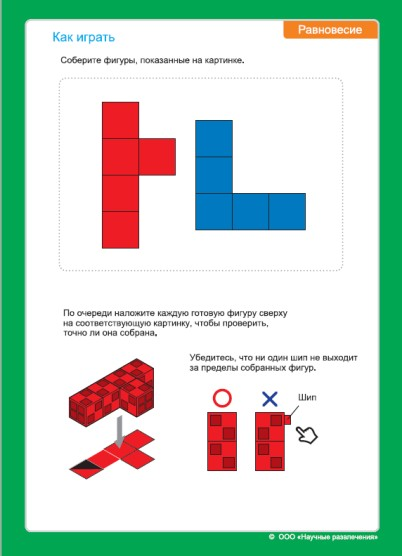 Равновесие
Как играть
Соберите фигуры, показанные на картинке.
По очереди наложите каждую готовую фигуру сверху
на соответствующую картинку, чтобы проверить,
точно ли она собрана.
Убедитесь, что ни один шип не выходит
за пределы собранных фигур.
Шип
© ООО «Научные развлечения»